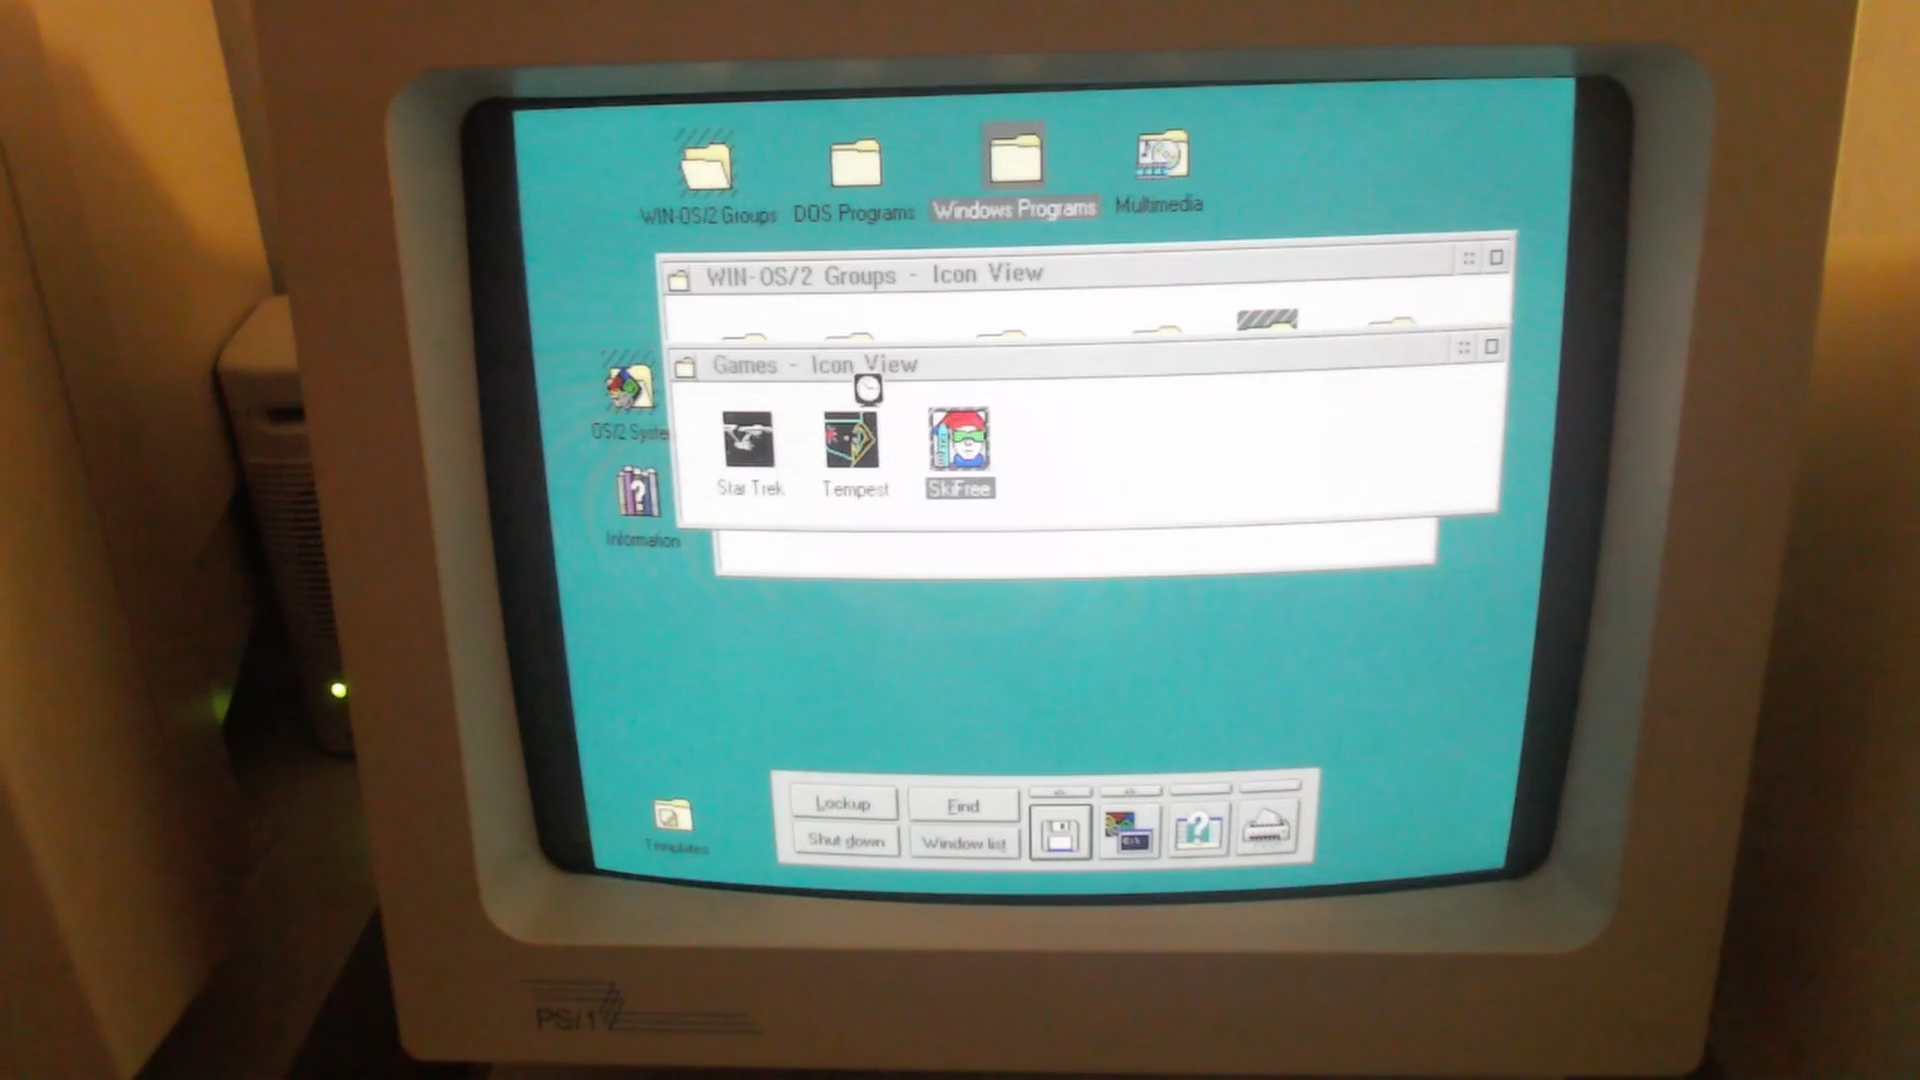 WIN-OS/2 Groups
DOS Programs
Windows Programs
Multimedia
WIN-OS/2 Groups - Icon View
Games - Icon View
OS/2 Syste
Star Trek
Tempest
SkiFree
Information
Templates
Lockup
Find
Shut down
Window list
PS/1